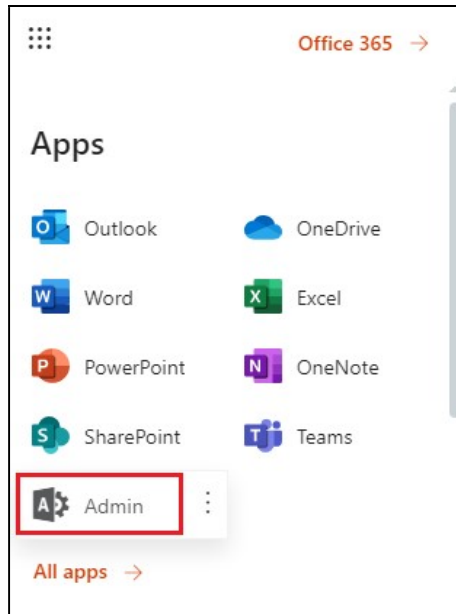 Office 365 →
Apps
Outlook OneDrive
Word Excel
PowerPoint OneNote
SharePoint Teams
Admin
All apps →